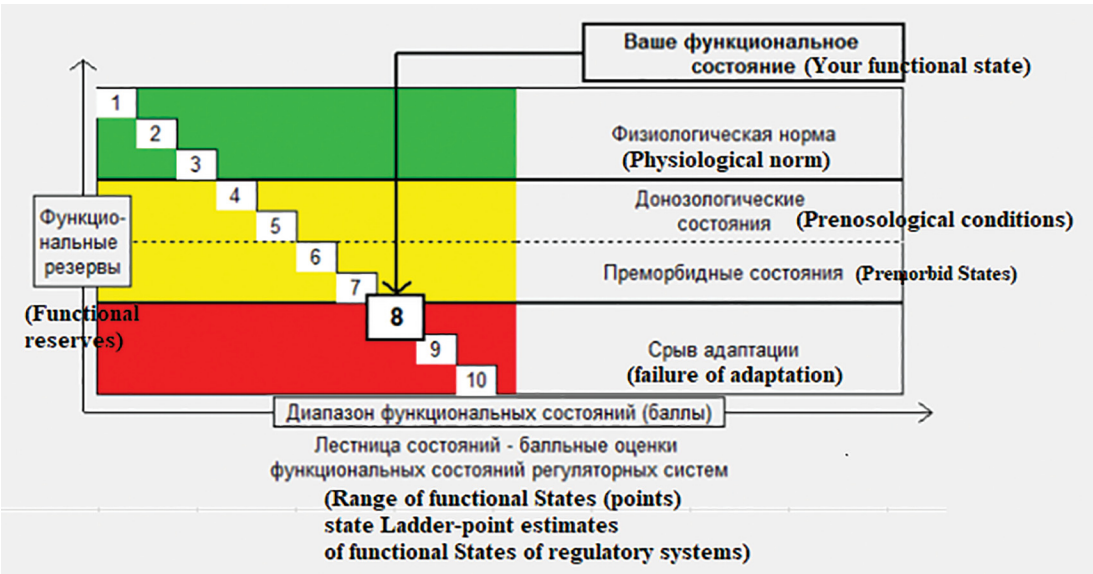 Ваше функциональное
состояние (Your functional state)
1
2
3
4
5
6
7
8
9
10
Физиологическая норма
(Physiological norm)
Донозологические
состояния (Prenosological conditions)
Преморбидные состояния (Premorbid States)
Срыв адаптации
(failure of adaptation)
Функцио-
нальные
резервы
(Functional
reserves)
Диапазон функциональных состояний (баллы)
Лестница состояний - балльные оценки
функциональных состояний регуляторных систем
(Range of functional States (points)
state Ladder-point estimates
of functional States of regulatory systems)